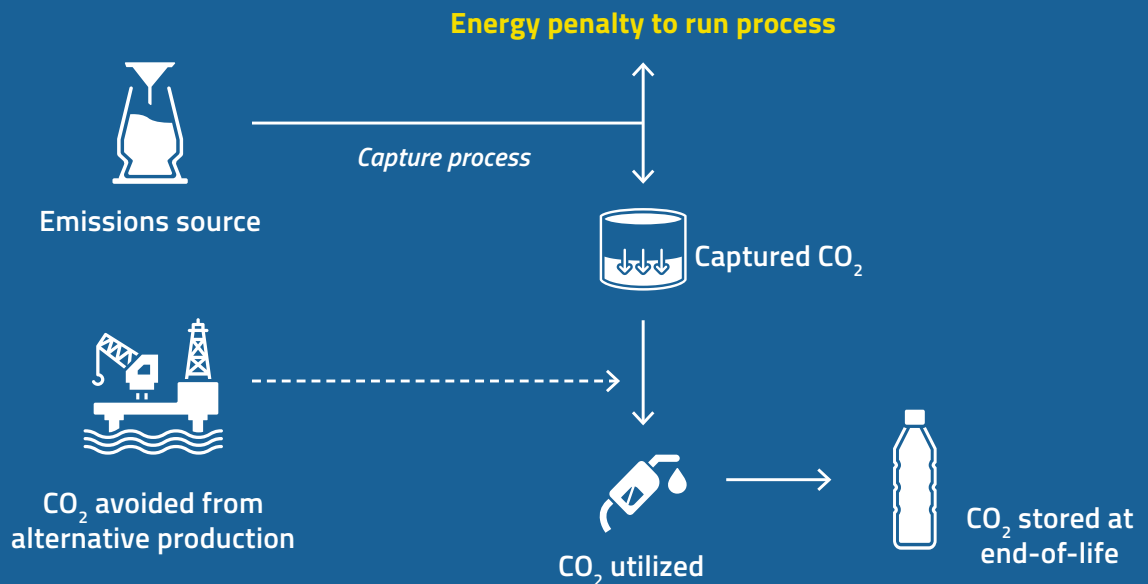 Energy penalty to run process
Capture process
Emissions source
Captured CO₂
CO₂ avoided from
alternative production
CO₂ utilized
CO₂ stored at
end-of-life